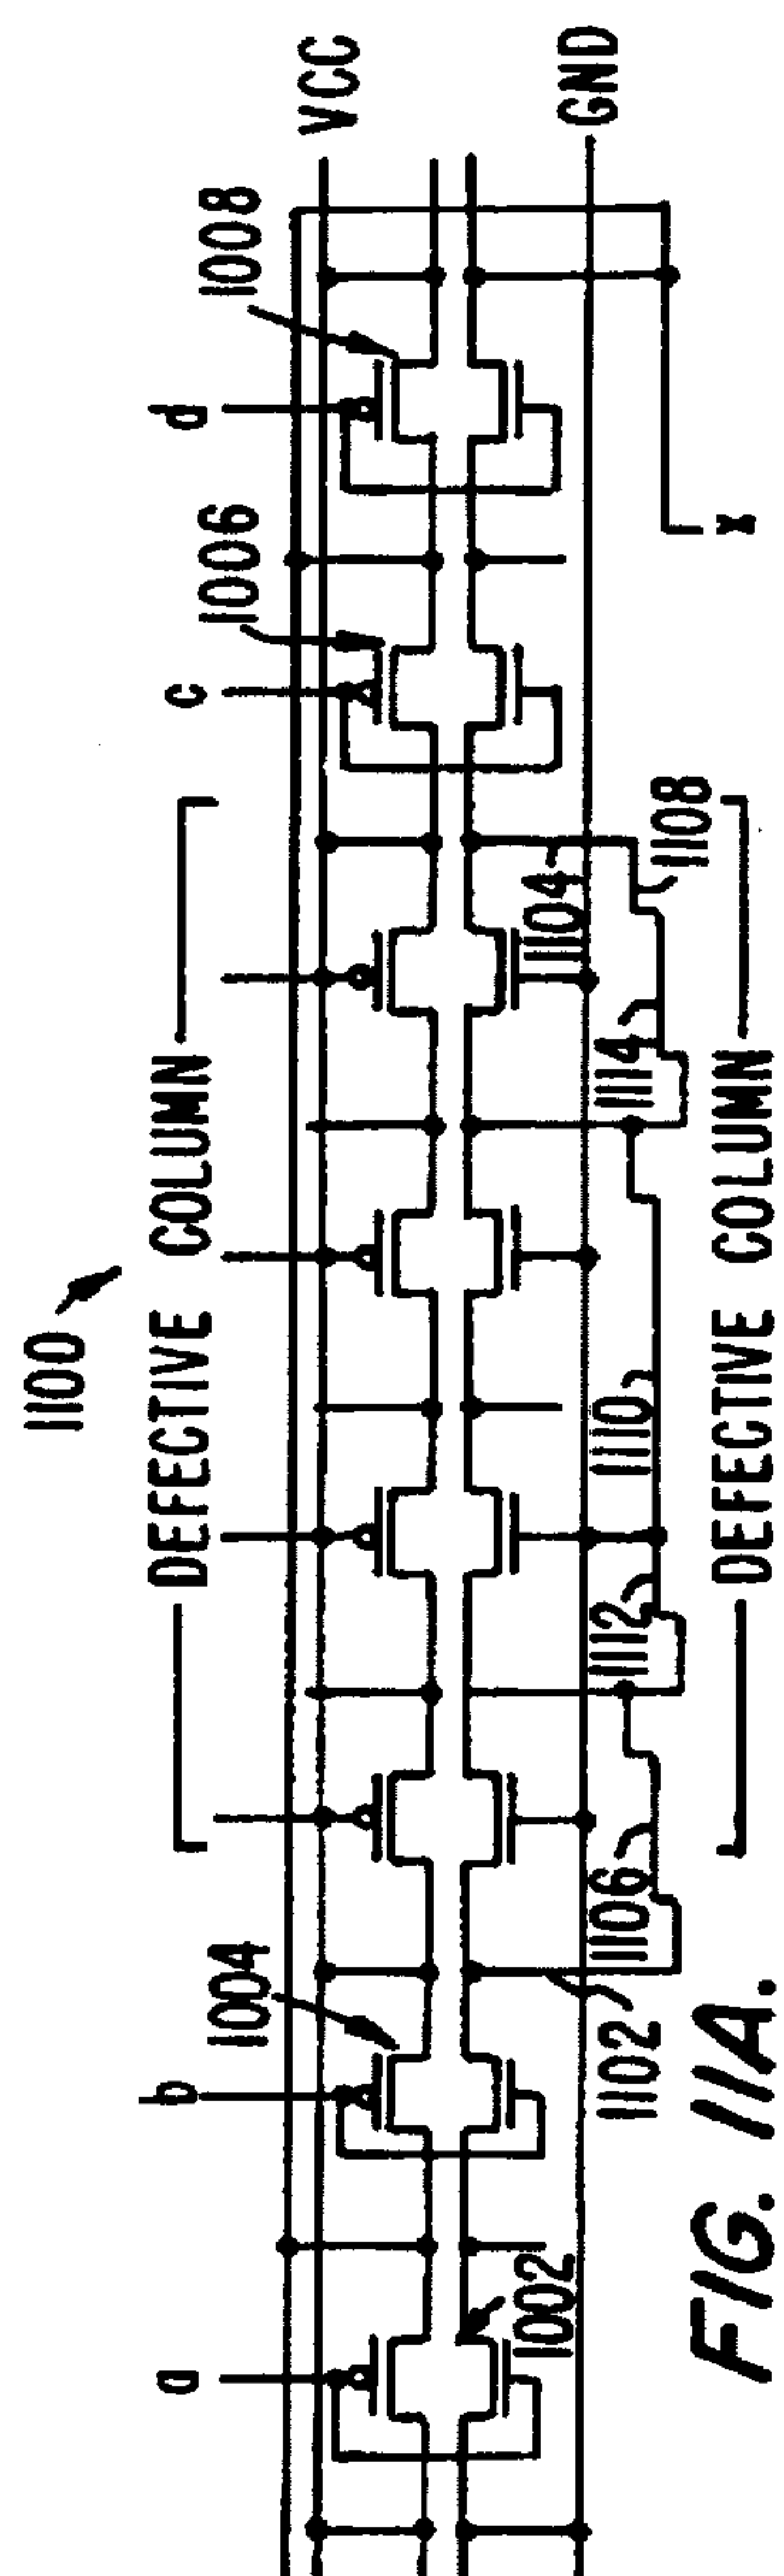 1100
DEFECTIVE COLUMN
a
b
c
d
1004
1006
1008
VCC
GND
1002
1102
1104
1106
1112
1110
1114
1108
x
DEFECTIVE COLUMN
FIG. 11A.